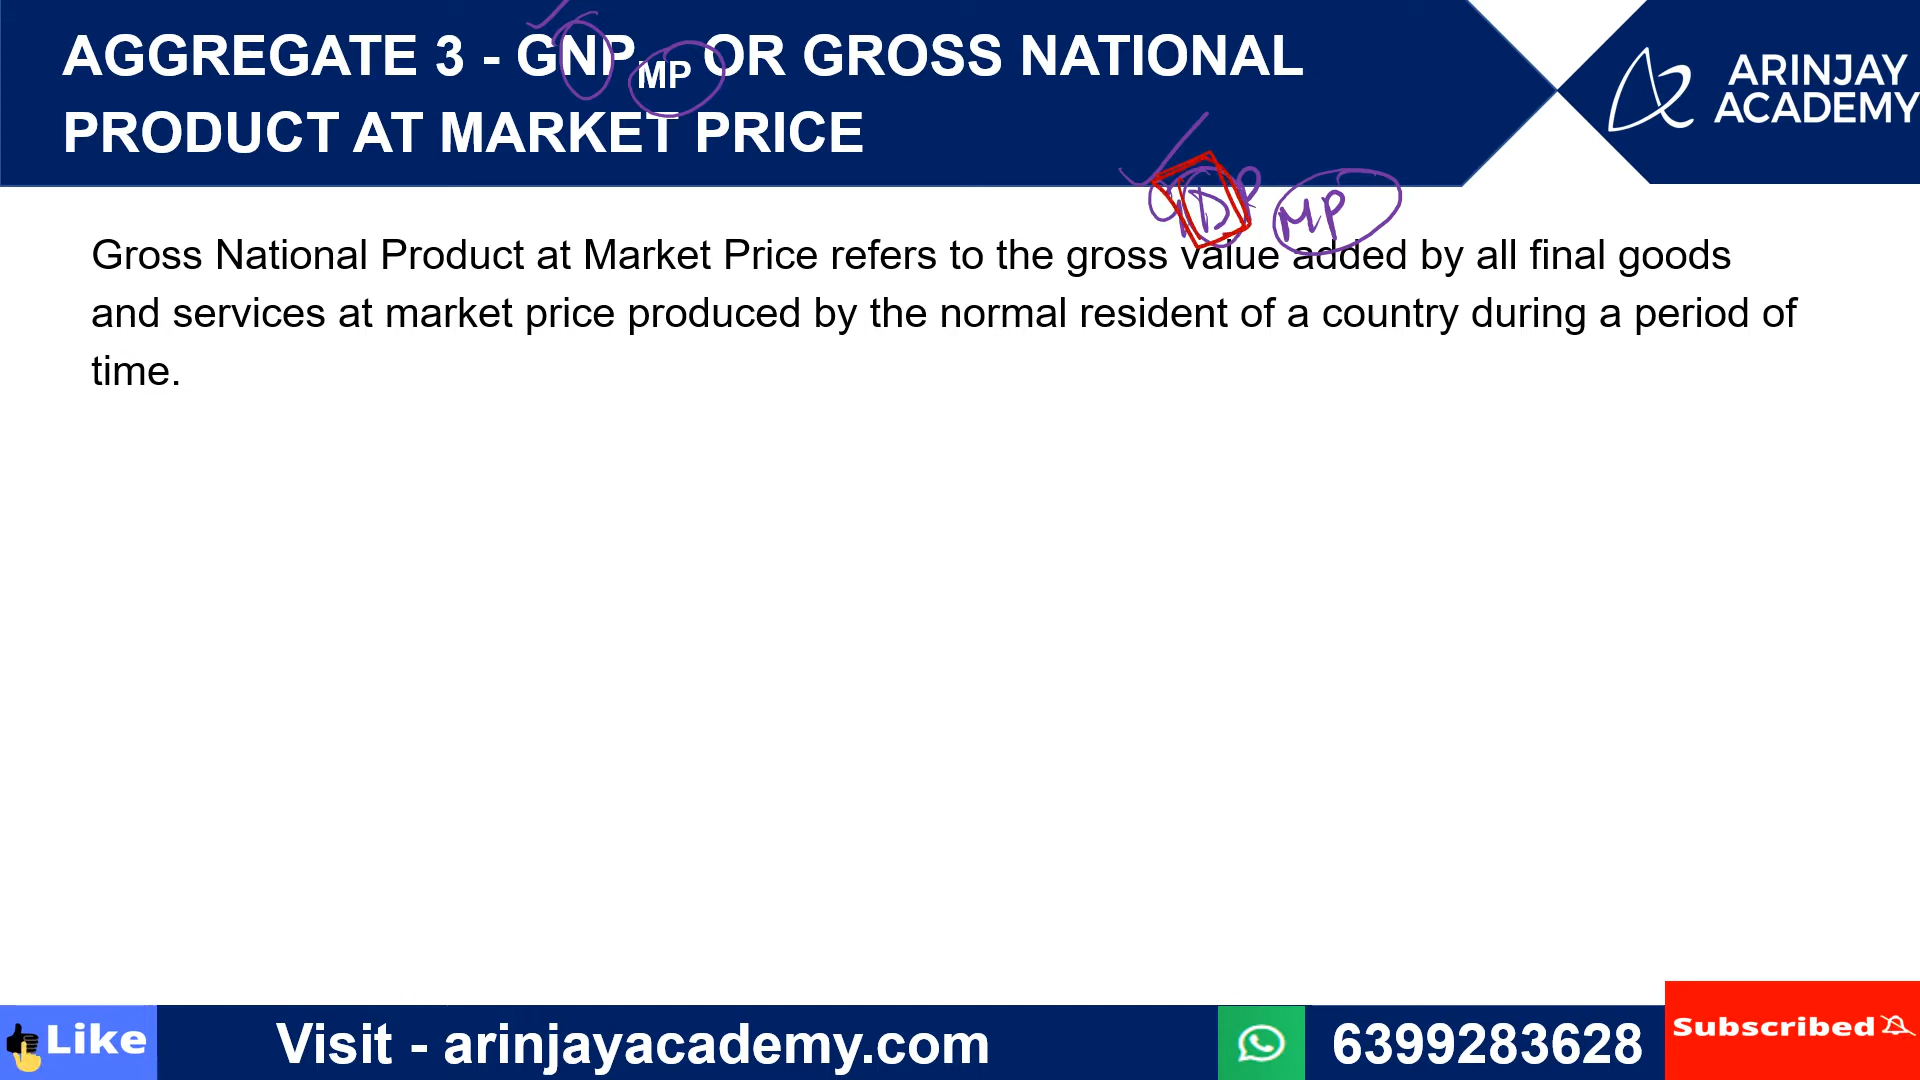 AGGREGATE 3 - GNPMP OR GROSS NATIONAL
PRODUCT AT MARKET PRICE
ARINJAY
ACADEMY
GDP MP
Gross National Product at Market Price refers to the gross value added by all final goods
and services at market price produced by the normal resident of a country during a period of
time.
Like
Visit - arinjayacademy.com
6399283628
Subscribed